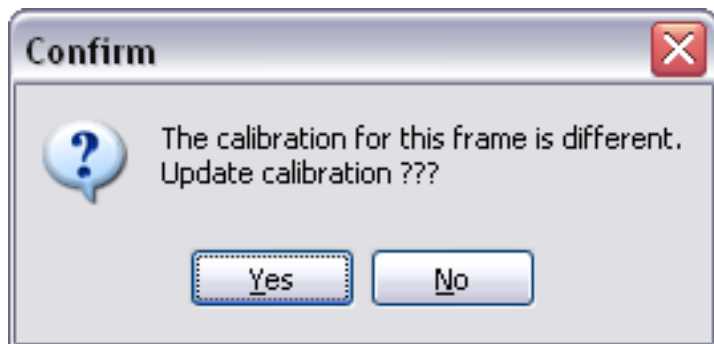 Confirm
The calibration for this frame is different.
Update calibration ???
Yes
No